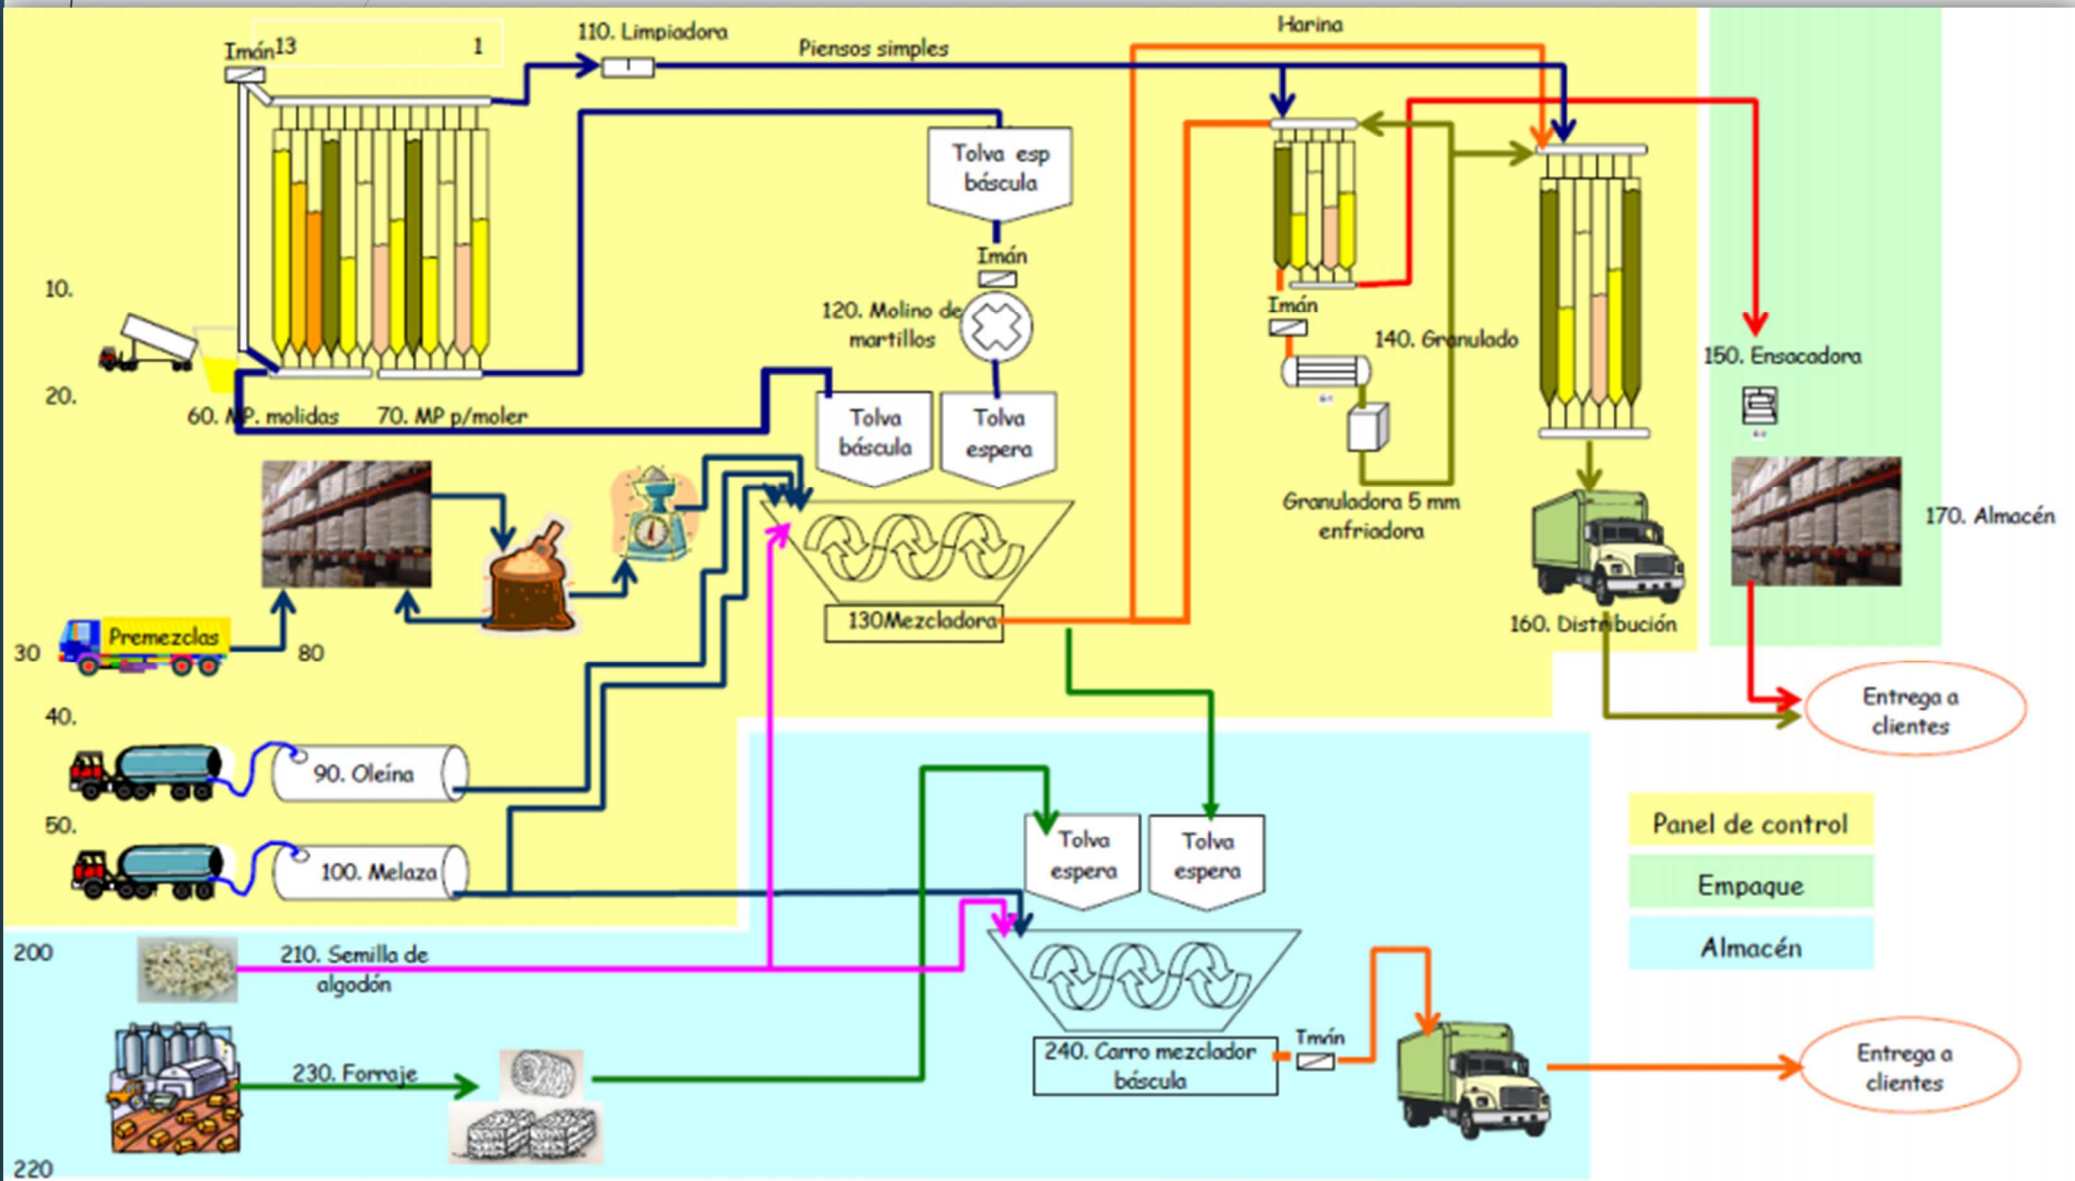 Harina
110. Limpiadora
Imán
13
1
Piensos simples
Tolva esp
báscula
Imán
10.
Imán
120. Molino de
martillos
140. Granulado
150. Ensacadora
20.
60. MP. molidas
70. MP p/moler
Tolva
báscula
Tolva
espera
Granuladora 5 mm
enfriadora
170. Almacén
130Mezcladora
160. Distribución
Premezclas
30
80
Entrega a
clientes
40.
90. Oleína
50.
Panel de control
Tolva
espera
Tolva
espera
100. Melaza
Empaque
200
210. Semilla de
algodón
Almacén
Tmán
240. Carro mezclador
báscula
Entrega a
clientes
230. Forraje
220